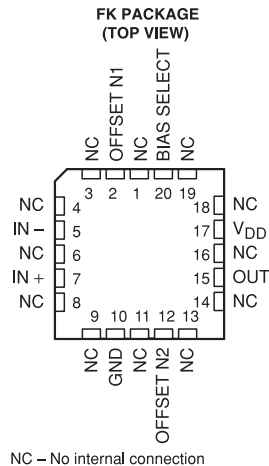 FK PACKAGE
(TOP VIEW)
NC
OFFSET N1
NC
BIAS SELECT
NC
3 2 1 20 19
NC 4
IN – 5
NC 6
IN + 7
NC 8
18 NC
17 VDD
16 NC
15 OUT
14 NC
9 10 11 12 13
NC
GND
NC
OFFSET N2
NC
NC – No internal connection